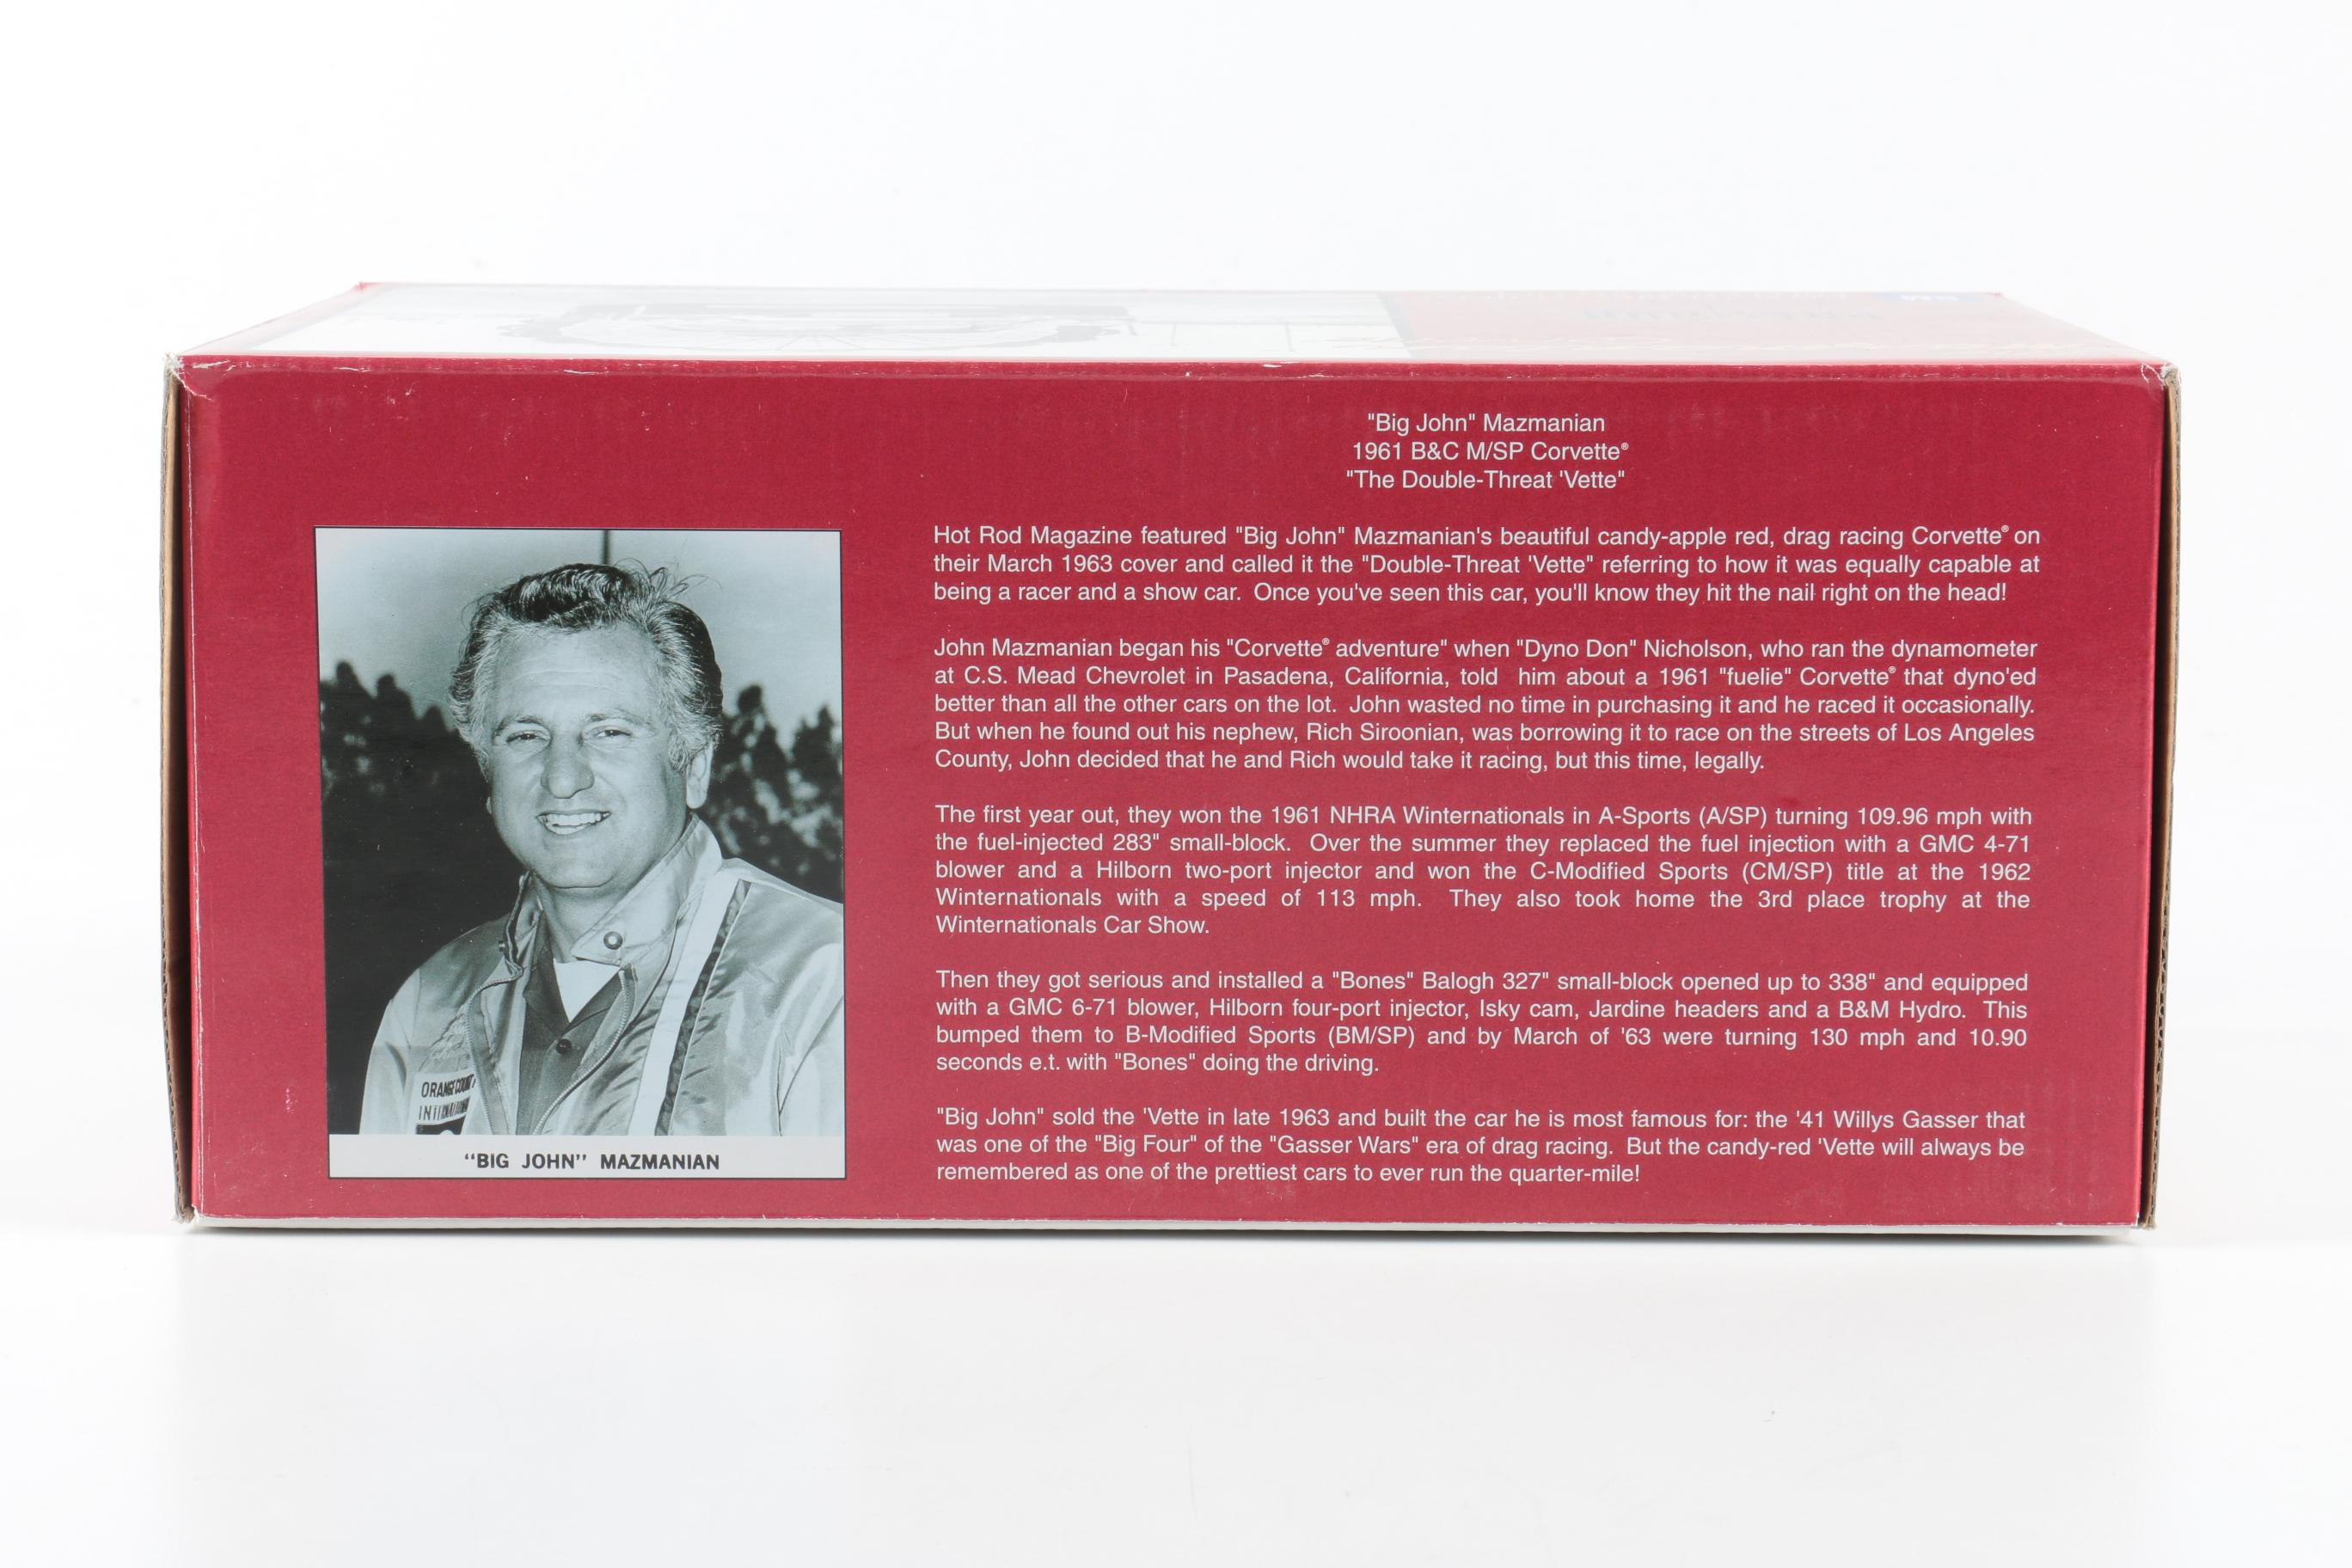 "Big John" Mazmanian
1961 B&C M/SP Corvette®
"The Double-Threat 'Vette"
Hot Rod Magazine featured "Big John" Mazmanian's beautiful candy-apple red, drag racing Corvette® on
their March 1963 cover and called it the "Double-Threat 'Vette" referring to how it was equally capable at
being a racer and a show car. Once you've seen this car, you'll know they hit the nail right on the head!
John Mazmanian began his "Corvette® adventure" when "Dyno Don" Nicholson, who ran the dynamometer
at C.S. Mead Chevrolet in Pasadena, California, told him about a 1961 "fuelie" Corvette® that dyno'ed
better than all the other cars on the lot. John wasted no time in purchasing it and he raced it occasionally.
But when he found out his nephew, Rich Siroonian, was borrowing it to race on the streets of Los Angeles
County, John decided that he and Rich would take it racing, but this time, legally.
The first year out, they won the 1961 NHRA Winternationals in A-Sports (A/SP) turning 109.96 mph with
the fuel-injected 283" small-block. Over the summer they replaced the fuel injection with a GMC 4-71
blower and a Hilborn two-port injector and won the C-Modified Sports (CM/SP) title at the 1962
Winternationals with a speed of 113 mph. They also took home the 3rd place trophy at the
Winternationals Car Show.
Then they got serious and installed a "Bones" Balogh 327" small-block opened up to 338" and equipped
with a GMC 6-71 blower, Hilborn four-port injector, Isky cam, Jardine headers and a B&M Hydro. This
bumped them to B-Modified Sports (BM/SP) and by March of '63 were turning 130 mph and 10.90
seconds e.t. with "Bones" doing the driving.
"Big John" sold the 'Vette in late 1963 and built the car he is most famous for: the '41 Willys Gasser that
was one of the "Big Four" of the "Gasser Wars" era of drag racing. But the candy-red 'Vette will always be
remembered as one of the prettiest cars to ever run the quarter-mile!
ORANGE
"BIG JOHN" MAZMANIAN